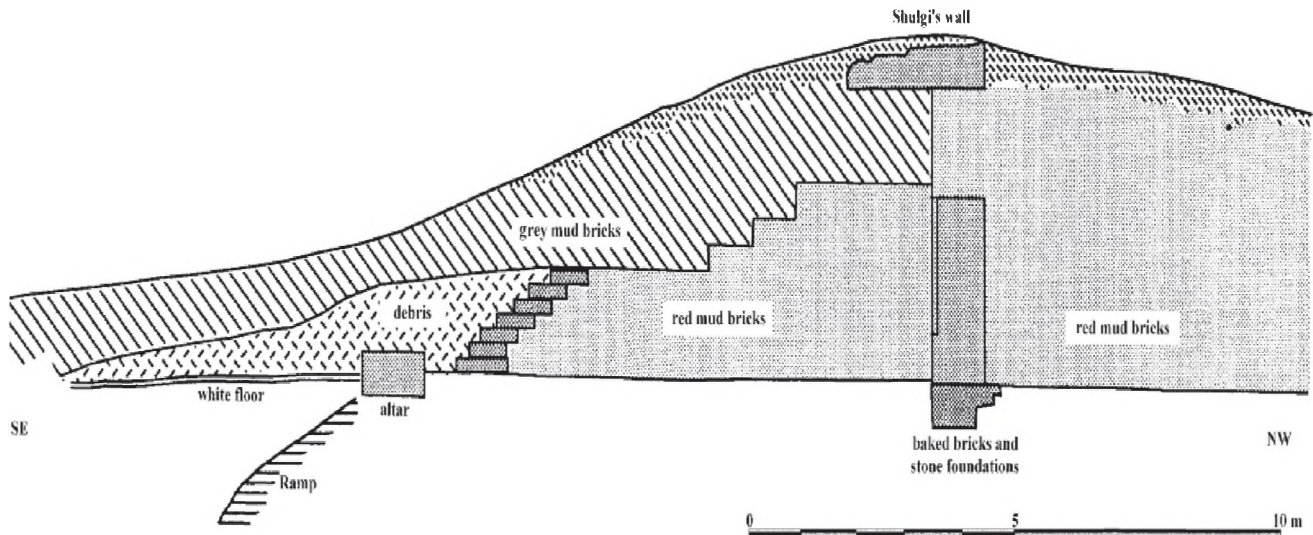 Shulgi's wall
grey mud bricks
debris
red mud bricks
red mud bricks
white floor
altar
SE
baked bricks and
stone foundations
NW
Ramp
0 5 10 m